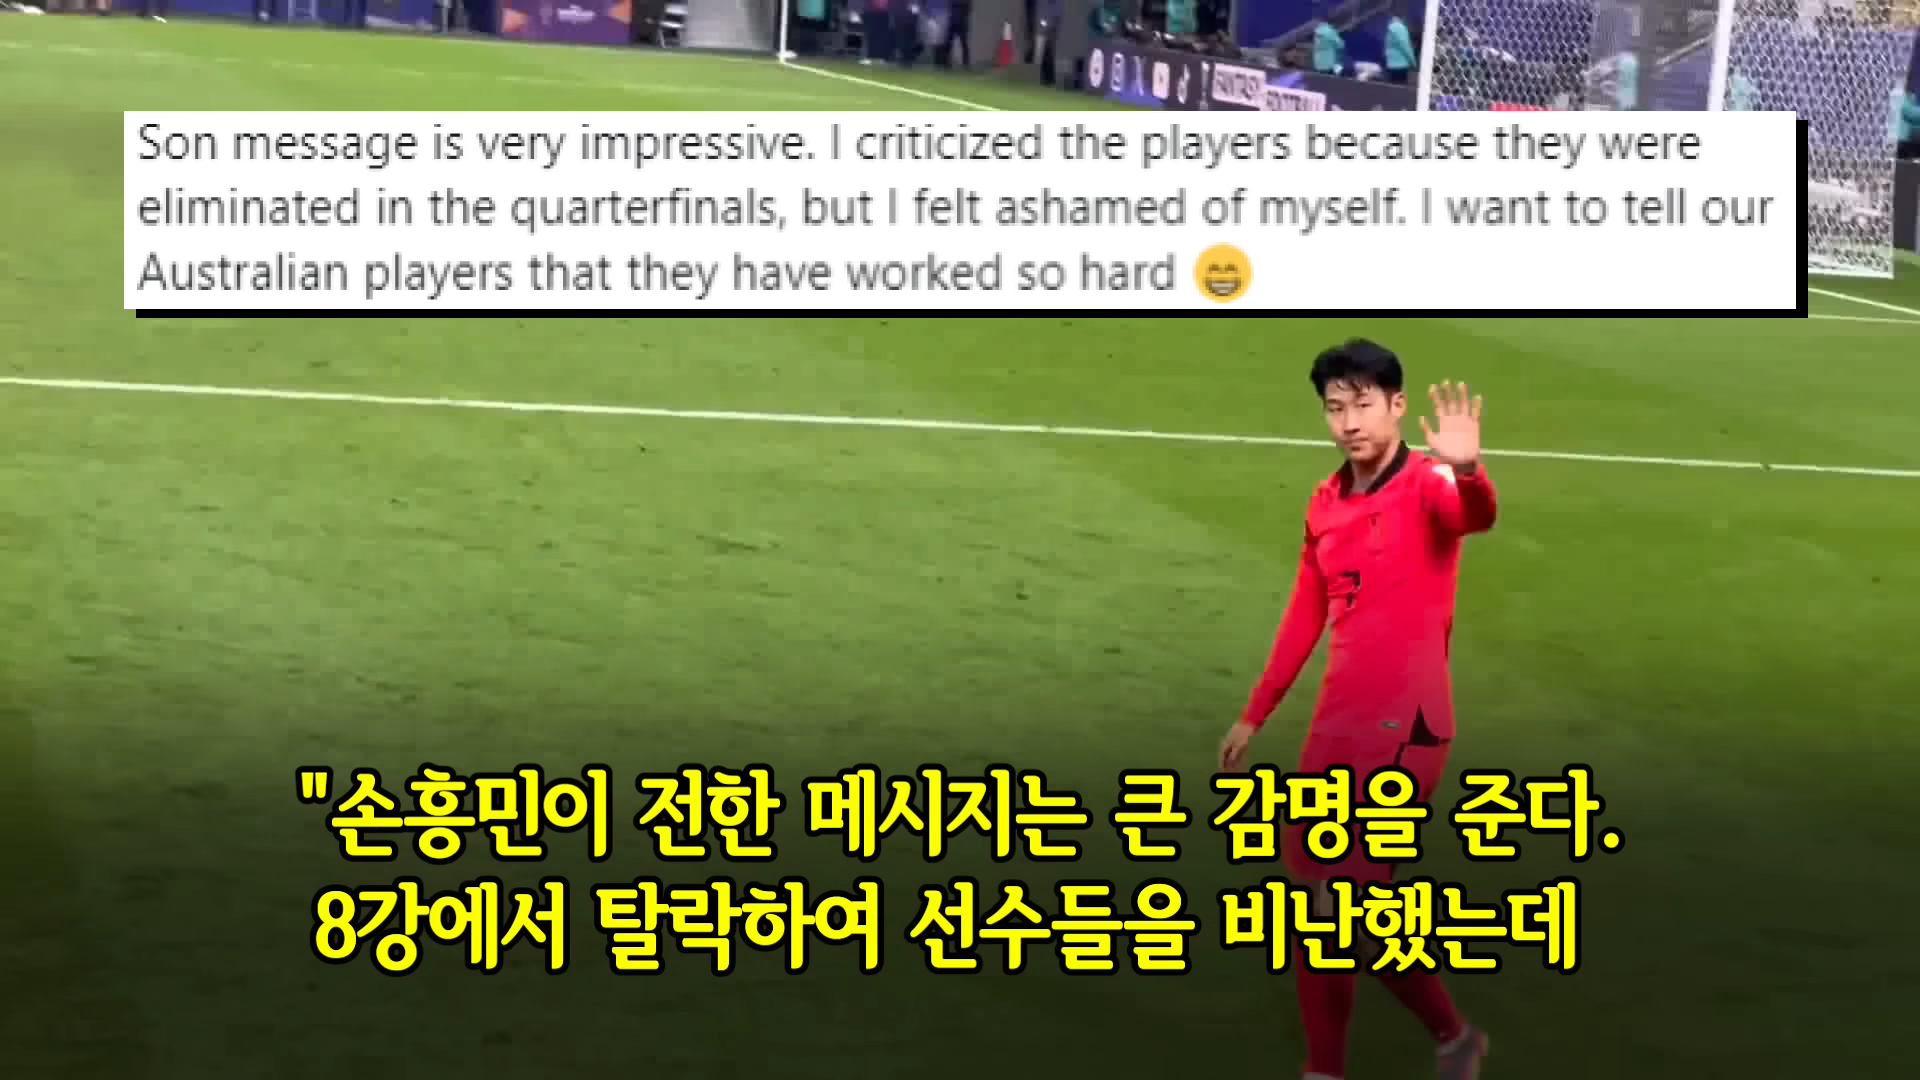 FANTASY FOOTBALL
Son message is very impressive. I criticized the players because they were
eliminated in the quarterfinals, but I felt ashamed of myself. I want to tell our
Australian players that they have worked so hard 😁
7
"손흥민이 전한 메시지는 큰 감명을 준다.
8강에서 탈락하여 선수들을 비난했는데